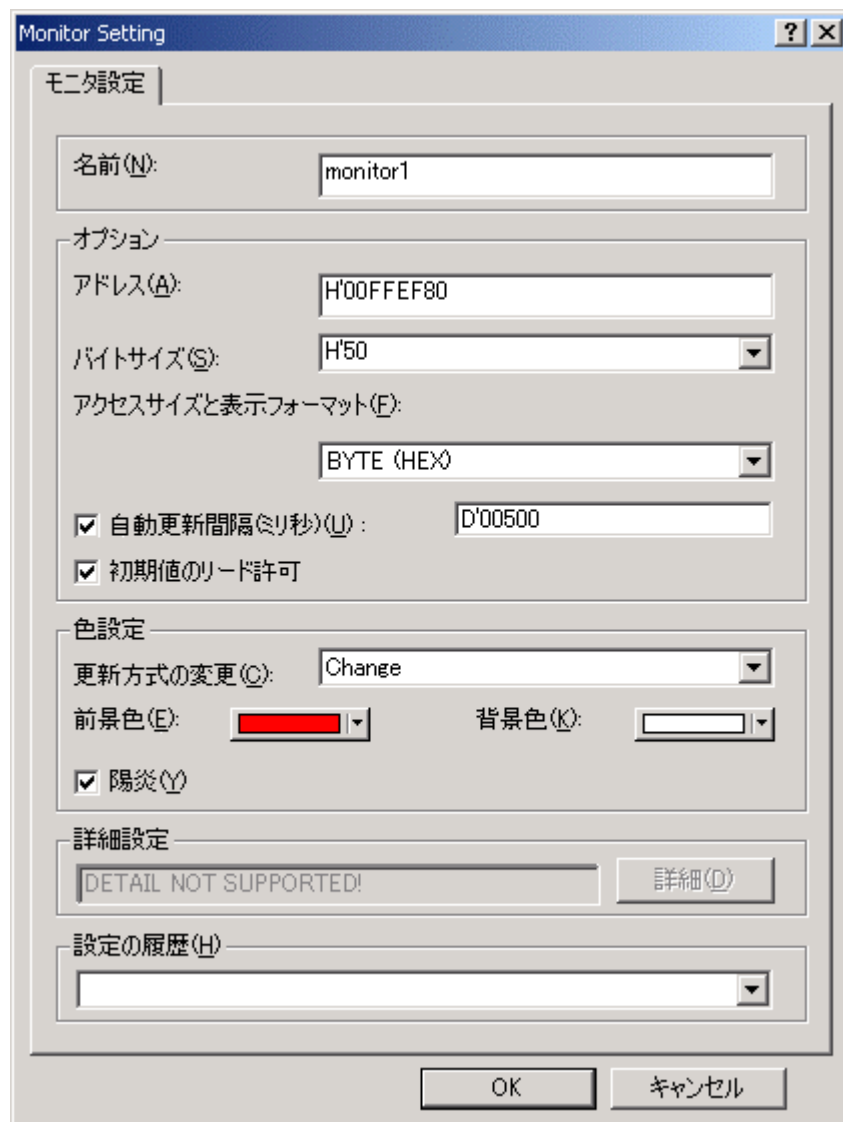 Monitor Setting
モニタ設定
名前(N):
monitor1
オプション
アドレス(A):
H'00FFEF80
バイトサイズ(S):
H'50
アクセスサイズと表示フォーマット(F):
BYTE (HEX)
自動更新間隔(ミリ秒)(U) :
D'00500
初期値のリード許可
色設定
更新方式の変更(C):
Change
前景色(E):
背景色(K):
陽炎(Y)
詳細設定
DETAIL NOT SUPPORTED!
詳細(D)
設定の履歴(H)
OK
キャンセル